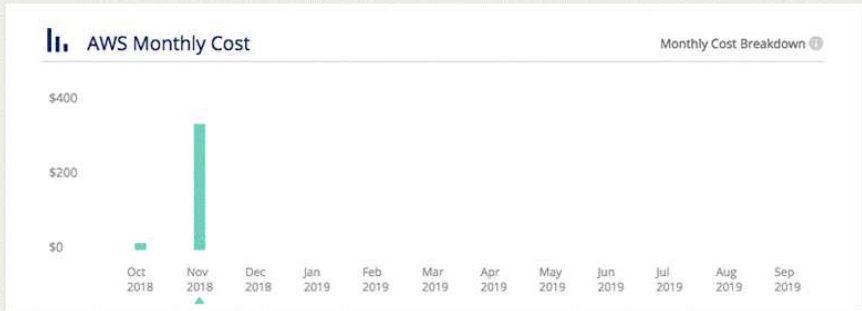 AWS Monthly Cost
Monthly Cost Breakdown
$400
$200
$0
Oct Nov Dec Jan Feb Mar Apr May Jun Jul Aug Sep
2018 2018 2018 2019 2019 2019 2019 2019 2019 2019 2019 2019